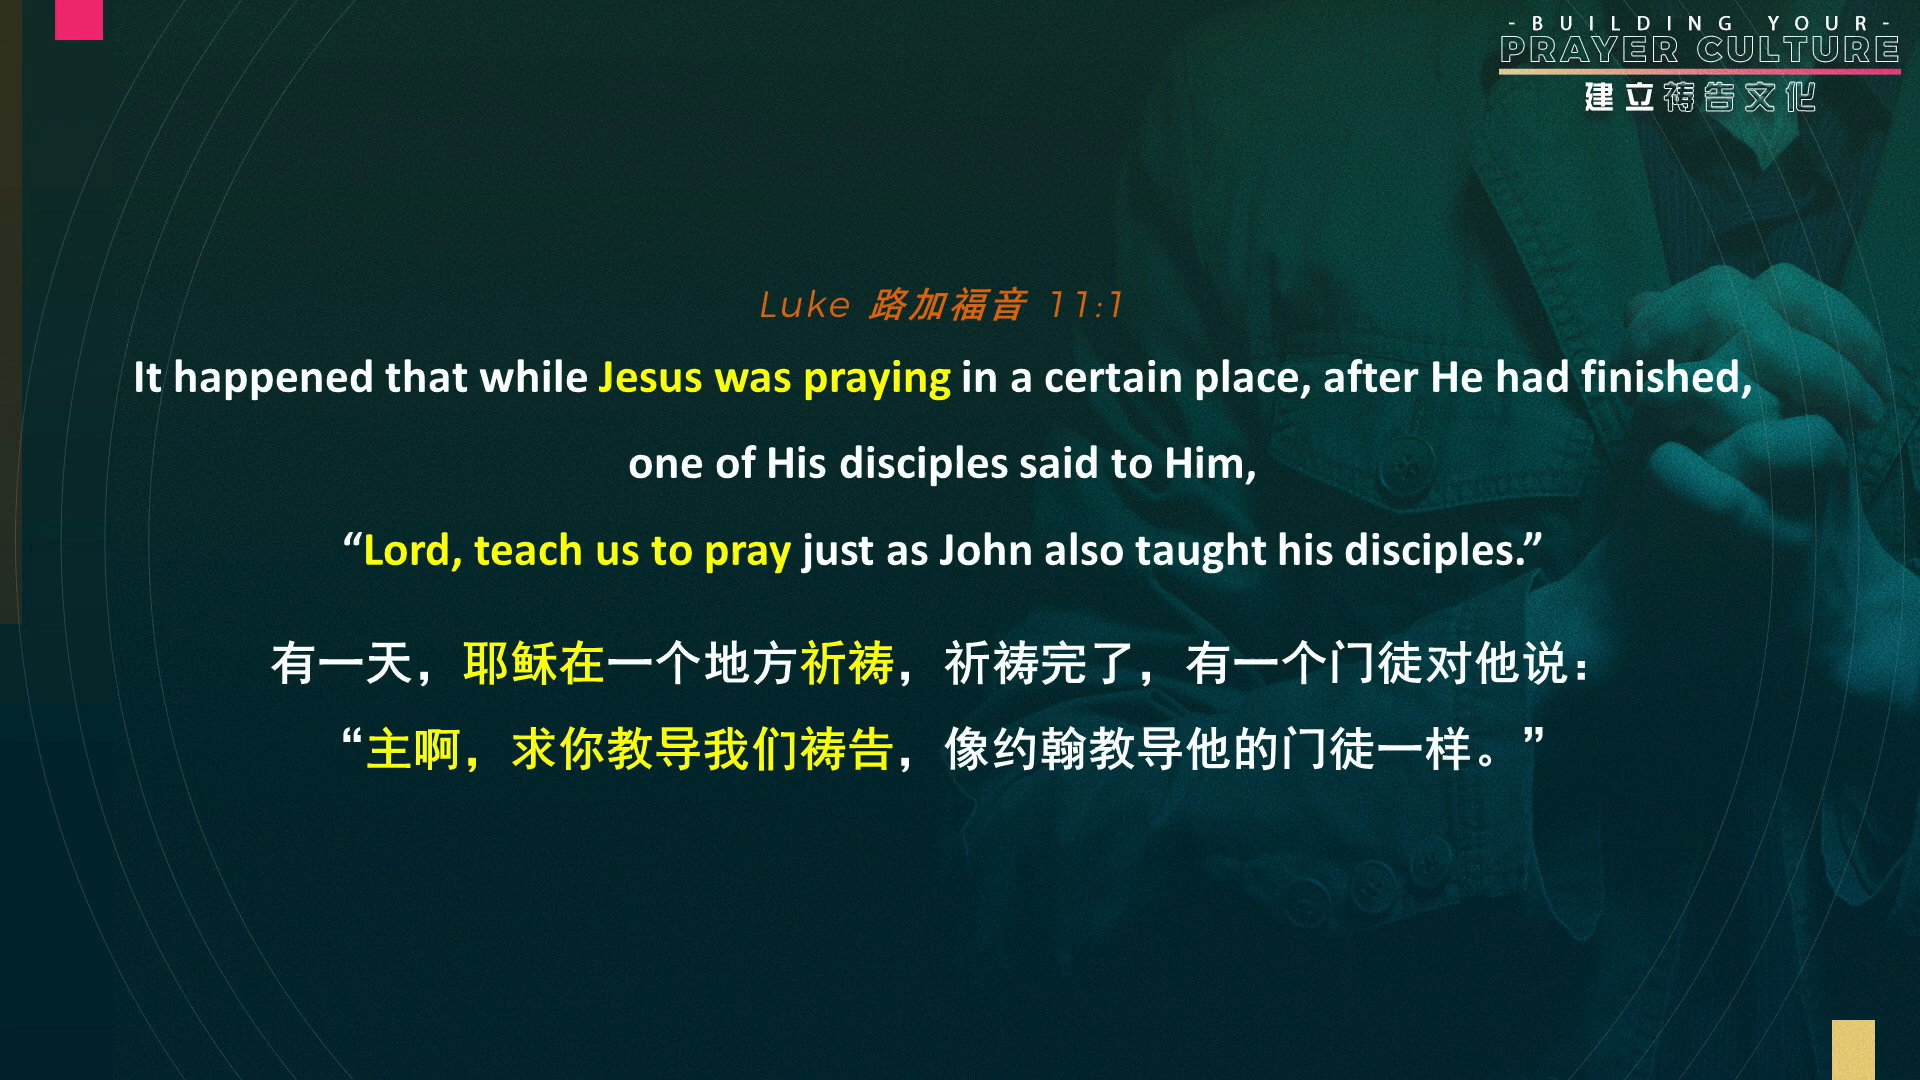 - BUILDING YOUR -
PRAYER CULTURE
建立祷告文化
Luke 路加福音 11:1
It happened that while Jesus was praying in a certain place, after He had finished,
one of His disciples said to Him,
“Lord, teach us to pray just as John also taught his disciples.”
有一天，耶稣在一个地方祈祷，祈祷完了，有一个门徒对他说：
“主啊，求你教导我们祷告，像约翰教导他的门徒一样。”